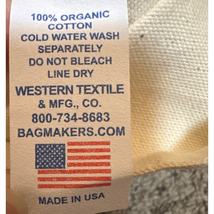 100% ORGANIC
COTTON
COLD WATER WASH
SEPARATELY
DO NOT BLEACH
LINE DRY
WESTERN TEXTILE
& MFG., CO.
800-734-8683
BAGMAKERS.COM
MADE IN USA